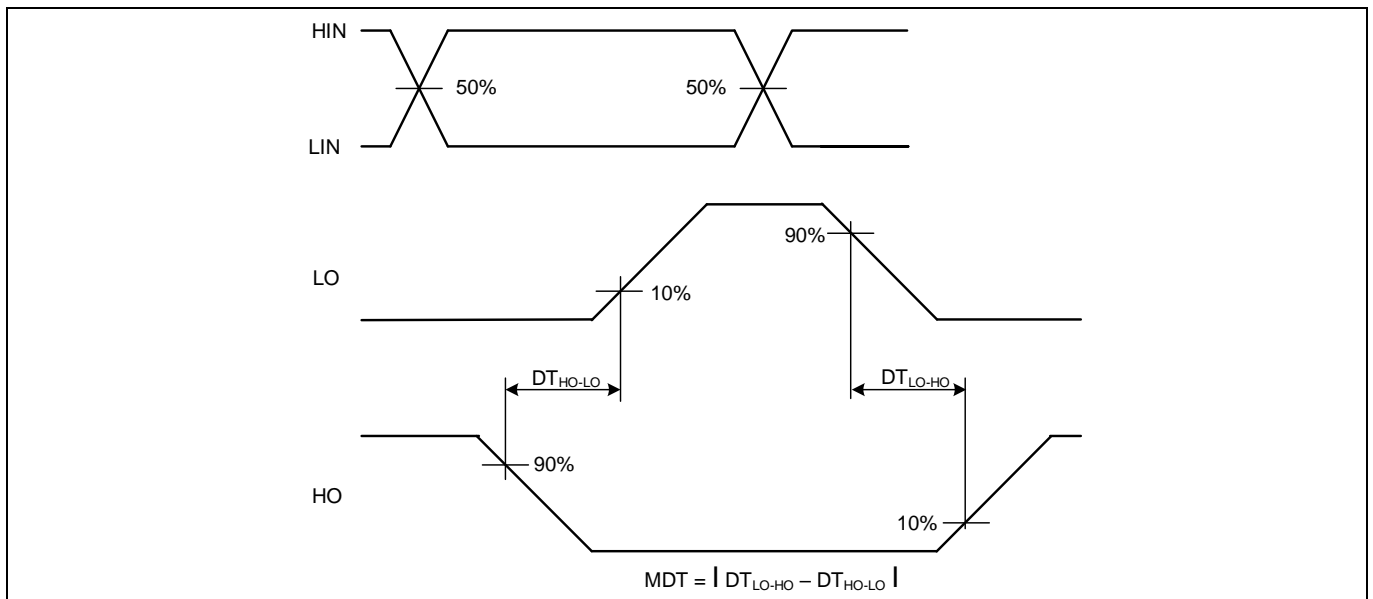 HIN
50% 50%
LIN
90%
LO
10%
DTHO-LO DTLO-HO
90%
HO
10%
MDT = | DTLO-HO – DTHO-LO |